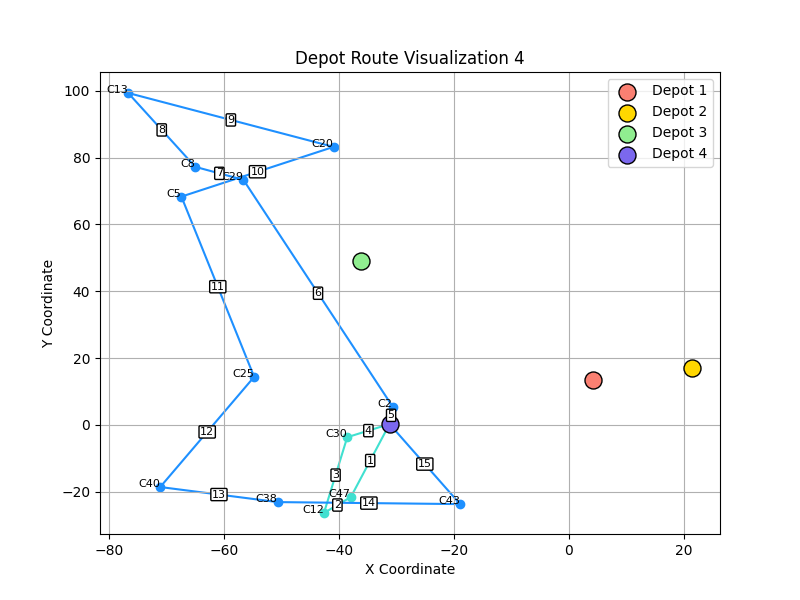 Depot Route Visualization 4
Depot 1
Depot 2
Depot 3
Depot 4
Y Coordinate
100
80
60
40
20
0
−20
−80
−60
−40
−20
0
20
X Coordinate
C13
C20
C8
C29
C5
C25
C2
C30
C40
C38
C47
C12
C43
1
2
3
4
5
6
7
8
9
10
11
12
13
14
15